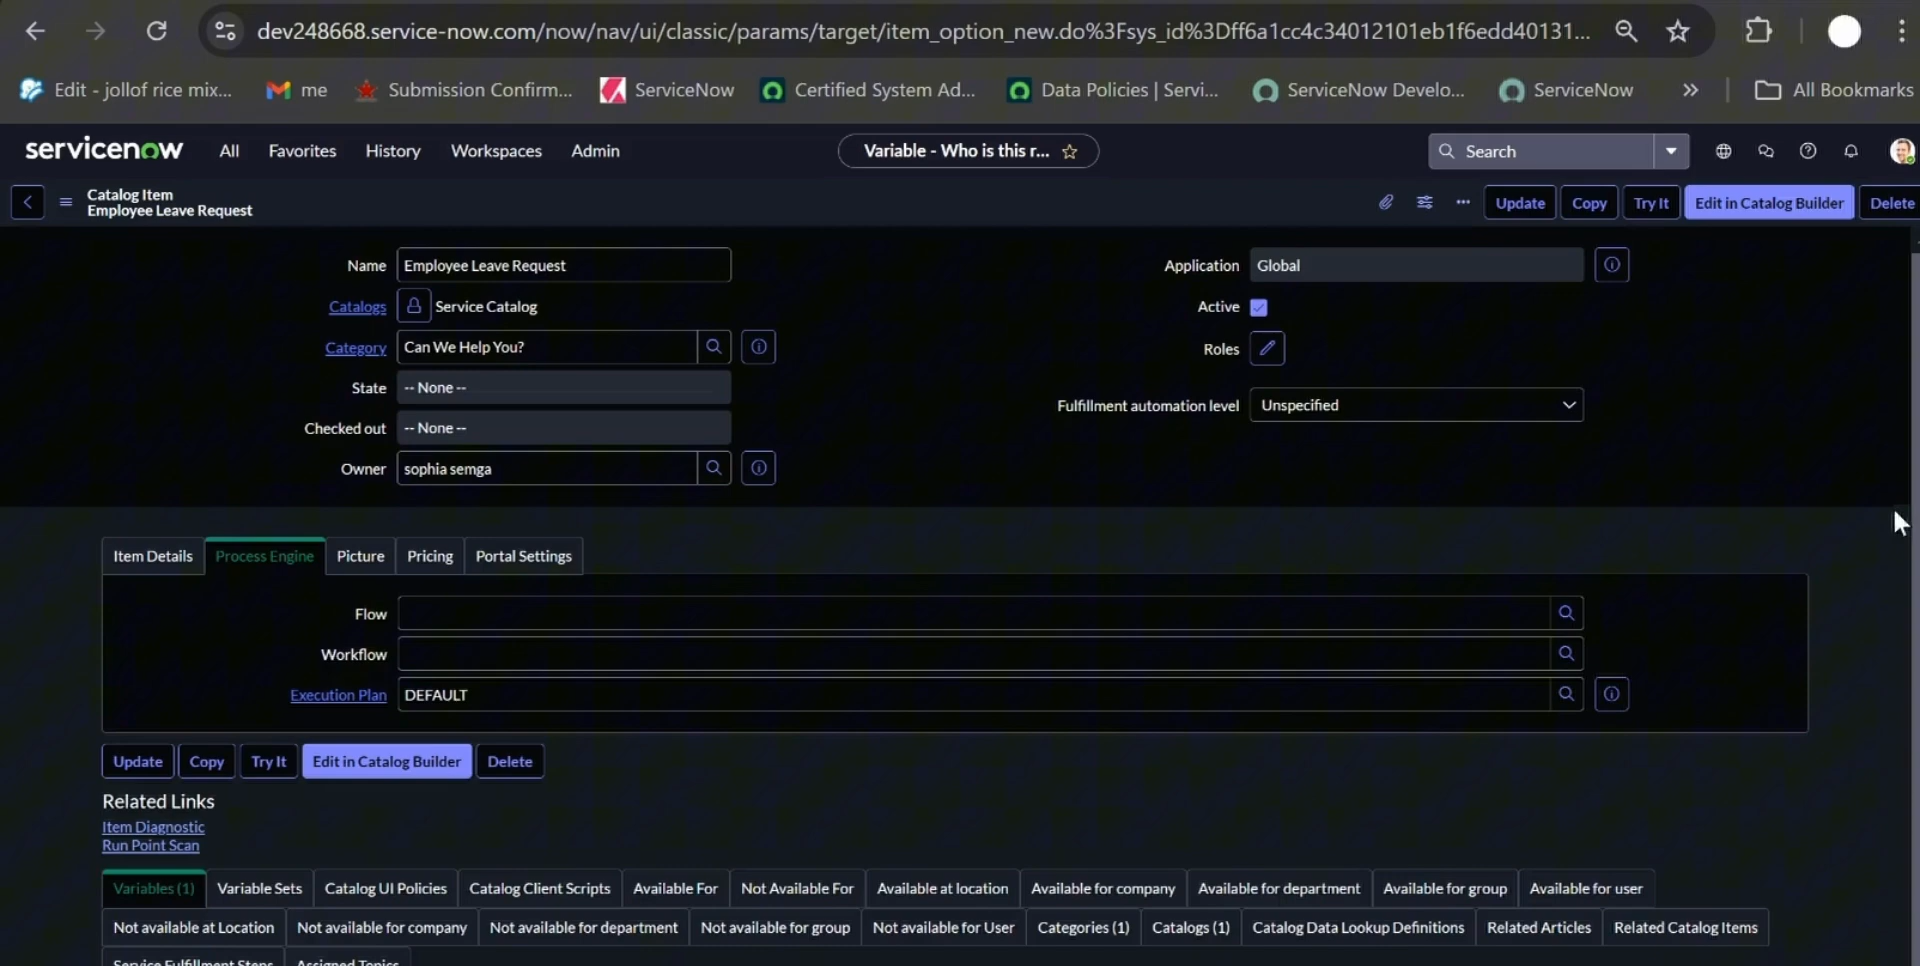 dev248668.service-now.com/now/nav/ui/classic/params/target/item_option_new.do%3Fsys_id%3Dff6a1cc4c34012101eb1f6edd40131...
Edit - jollof rice mix... me Submission Confirm... ServiceNow Certified System Ad... Data Policies | Servi... ServiceNow Develo... ServiceNow » All Bookmarks
servicenow All Favorites History Workspaces Admin Variable - Who is this r... Search
Catalog Item
Employee Leave Request
Update Copy Try It Edit in Catalog Builder Delete
Name Employee Leave Request Application Global
Catalogs Service Catalog Active
Category Can We Help You? Roles
State -- None --
Fulfillment automation level Unspecified
Checked out -- None --
Owner sophia semga
Item Details Process Engine Picture Pricing Portal Settings
Flow
Workflow
Execution Plan DEFAULT
Update Copy Try It Edit in Catalog Builder Delete
Related Links
Item Diagnostic
Run Point Scan
Variables (1) Variable Sets Catalog UI Policies Catalog Client Scripts Available For Not Available For Available at location Available for company Available for department Available for group Available for user
Not available at Location Not available for company Not available for department Not available for group Not available for User Categories (1) Catalogs (1) Catalog Data Lookup Definitions Related Articles Related Catalog Items
Service Fulfillment Steps Assigned Topics